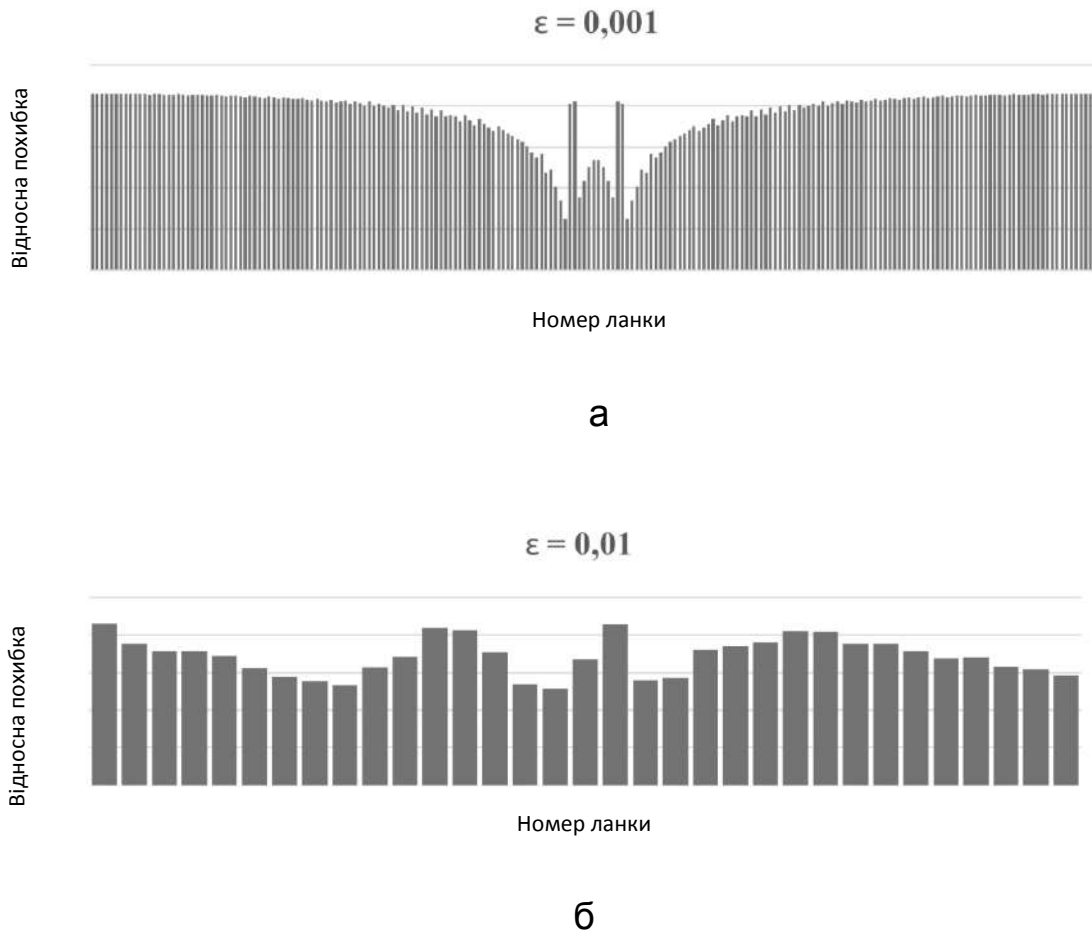 ε = 0,001
Відносна похибка
Номер ланки
а
ε = 0,01
Відносна похибка
Номер ланки
б